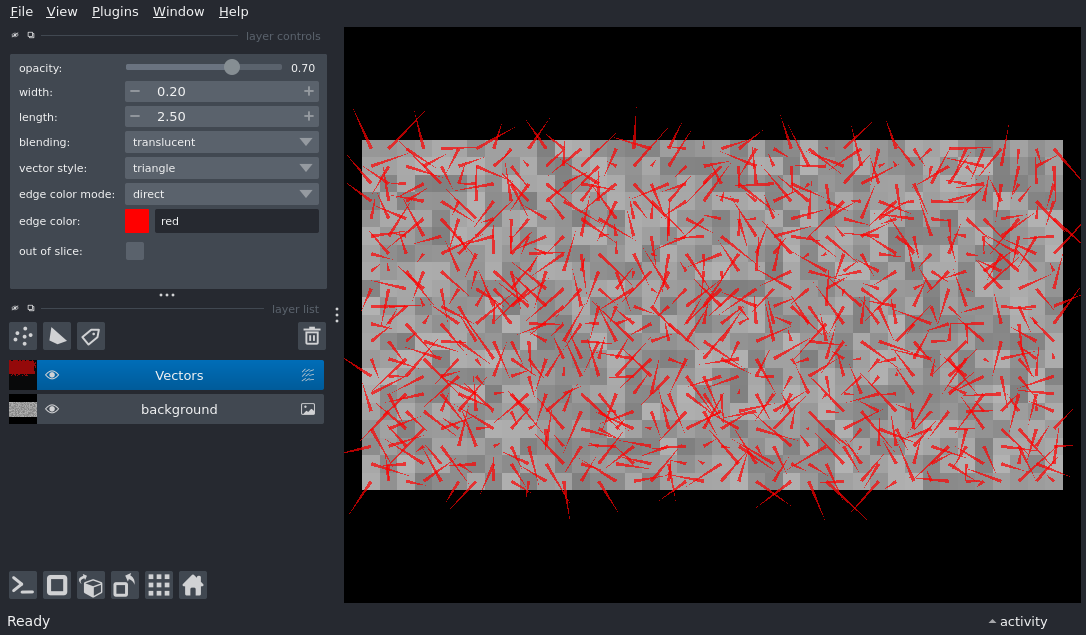 File View Plugins Window Help
layer controls
opacity: 0.70
width: − 0.20 +
length: − 2.50 +
blending: translucent
vector style: triangle
edge color mode: direct
edge color: red
out of slice:
layer list
Vectors
background
Ready
activity